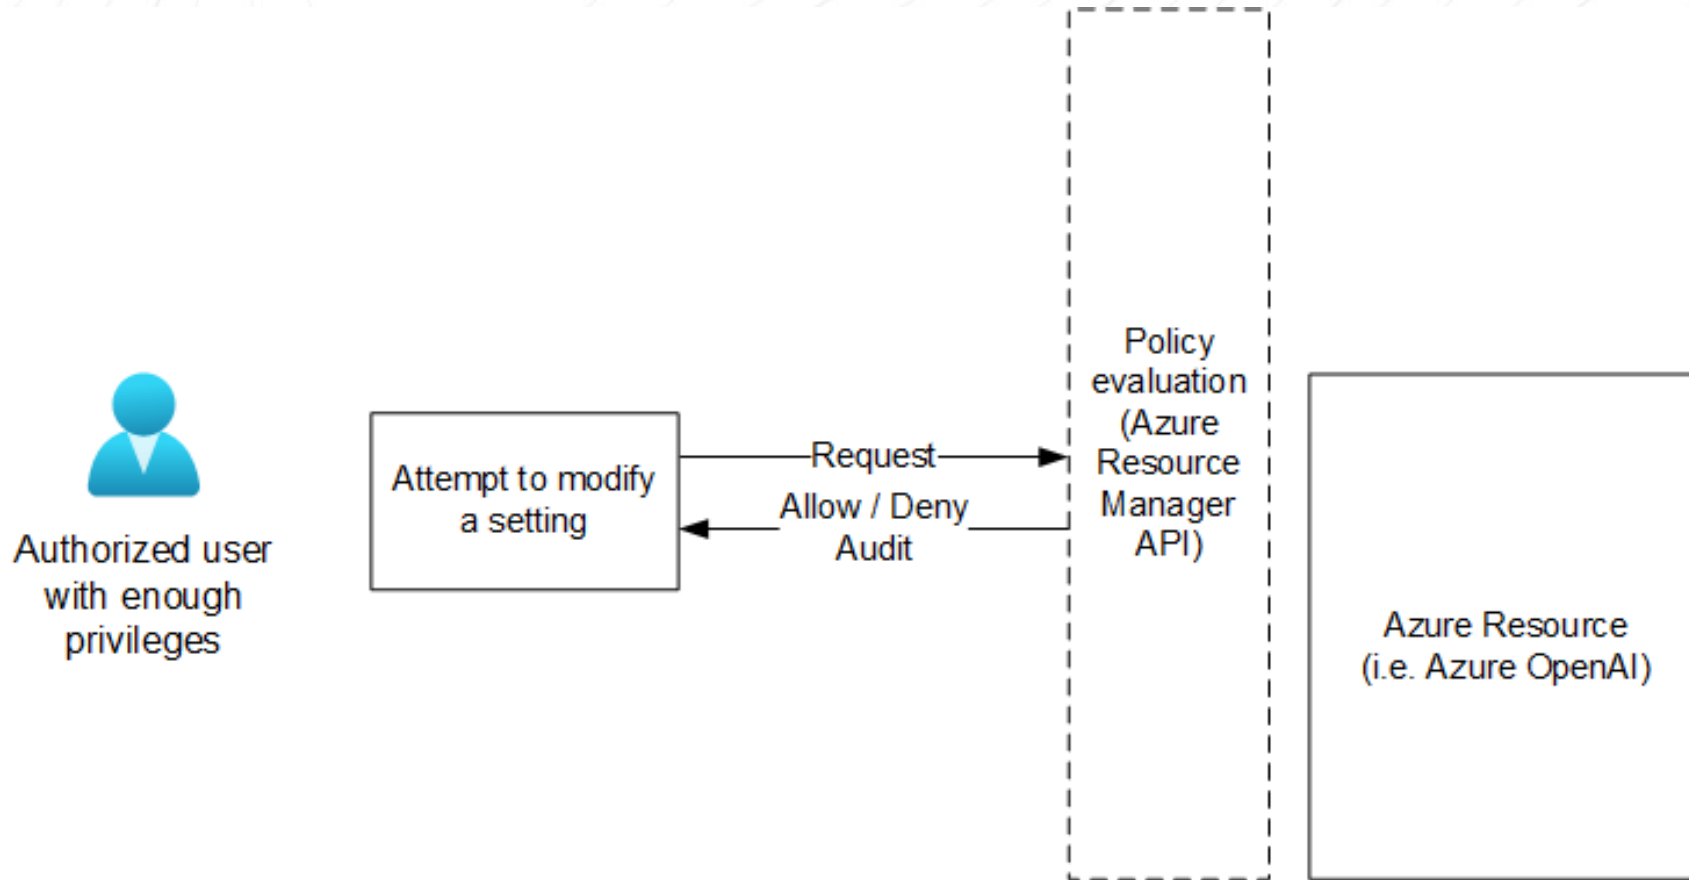 Authorized user
with enough
privileges
Attempt to modify
a setting
Request
Allow / Deny
Audit
Policy
evaluation
(Azure
Resource
Manager
API)
Azure Resource
(i.e. Azure OpenAI)